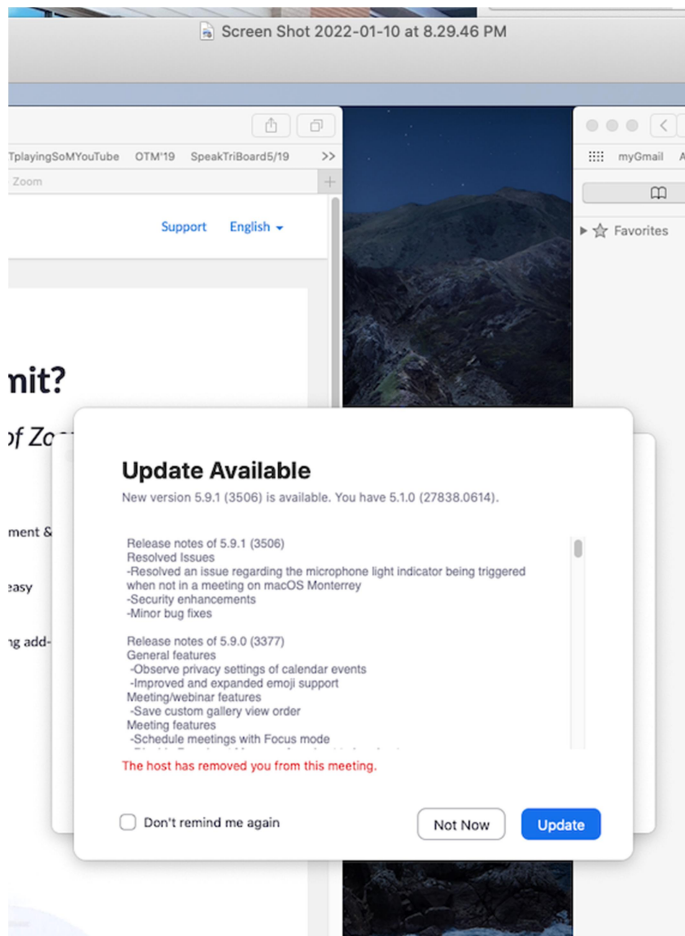 Screen Shot 2022-01-10 at 8.29.46 PM
TplayingSoMYouTube OTM'19 SpeakTriBoard5/19 >>
myGmail
Zoom +
Support English
Favorites
mit?
of Zo
ment &
easy
ng add-
Update Available
New version 5.9.1 (3506) is available. You have 5.1.0 (27838.0614).
Release notes of 5.9.1 (3506)
Resolved Issues
-Resolved an issue regarding the microphone light indicator being triggered
when not in a meeting on macOS Monterrey
-Security enhancements
-Minor bug fixes
Release notes of 5.9.0 (3377)
General features
-Observe privacy settings of calendar events
-Improved and expanded emoji support
Meeting/webinar features
-Save custom gallery view order
Meeting features
-Schedule meetings with Focus mode
The host has removed you from this meeting.
Don't remind me again
Not Now
Update